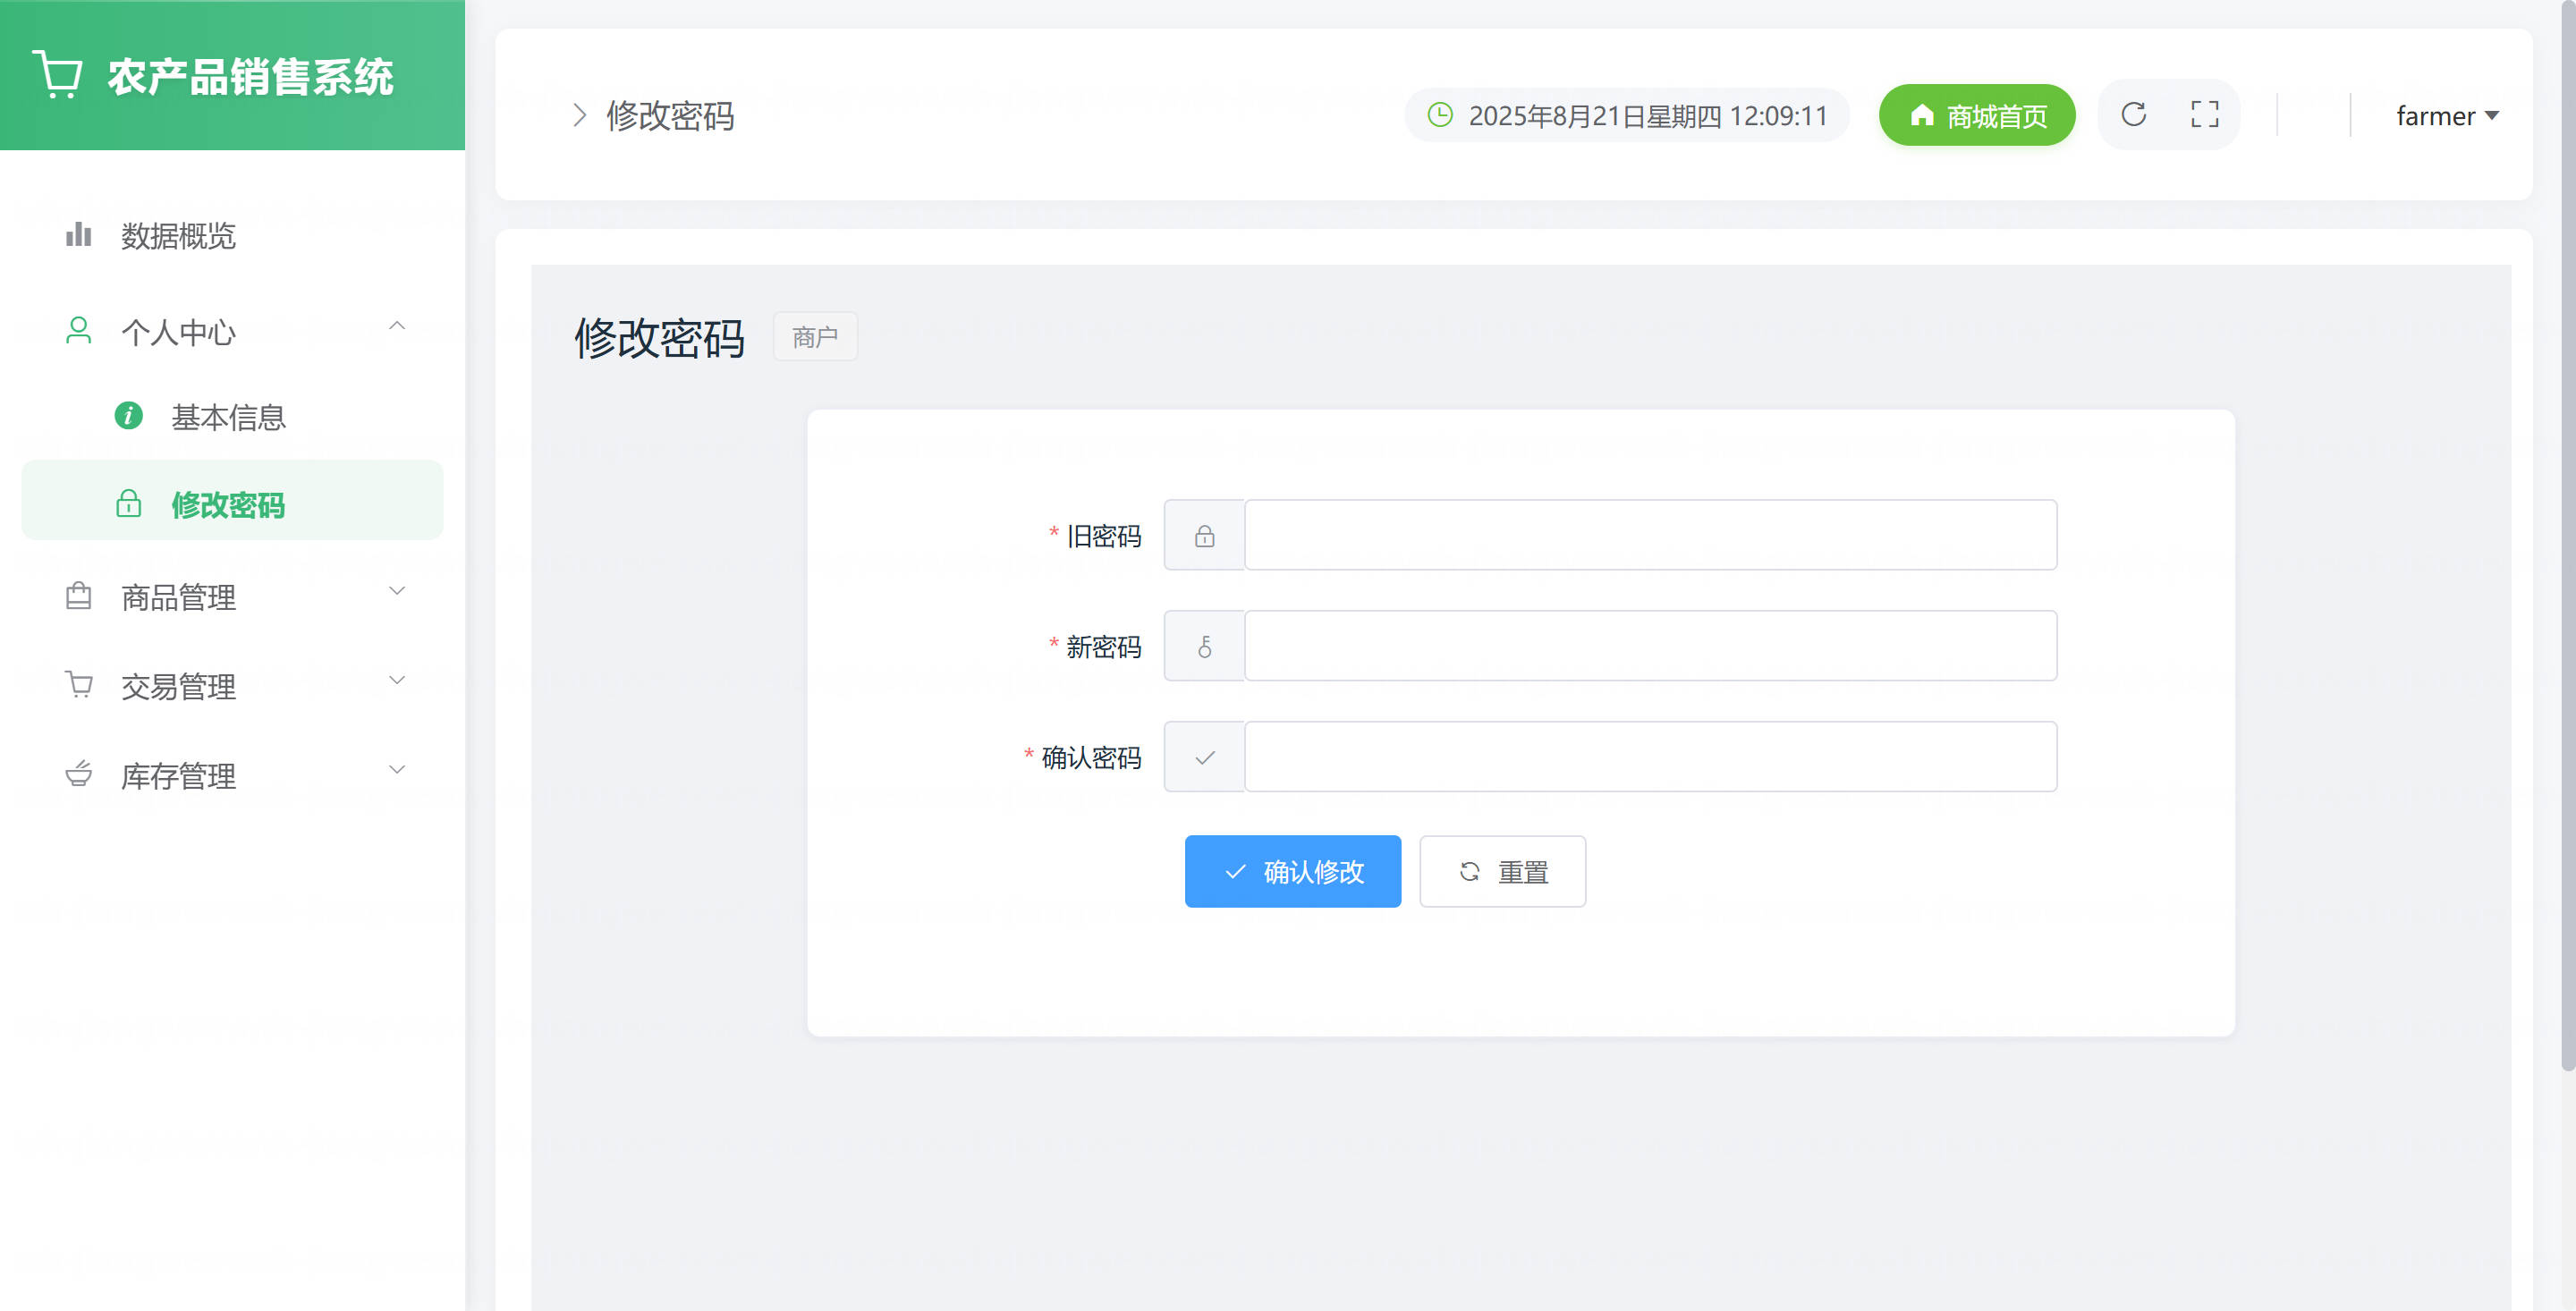 农产品销售系统
数据概览
个人中心
基本信息
修改密码
商品管理
交易管理
库存管理
修改密码
2025年8月21日星期四 12:09:11
商城首页
farmer
修改密码
商户
* 旧密码
* 新密码
* 确认密码
确认修改
重置